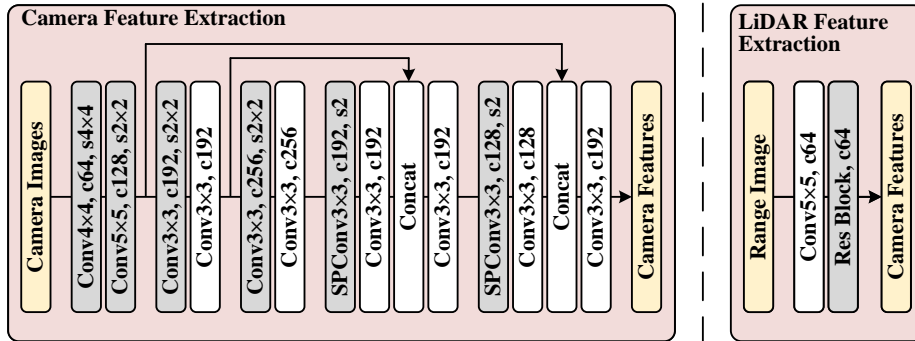 Camera Feature Extraction
Camera Images
Conv4×4, c64, s4×4
Conv5×5, c128, s2×2
Conv3×3, c192, s2×2
Conv3×3, c192
Conv3×3, c256, s2×2
Conv3×3, c256
SPConv3×3, c192, s2
Conv3×3, c192
Concat
Conv3×3, c192
SPConv3×3, c128, s2
Conv3×3, c128
Concat
Conv3×3, c192
Camera Features
LiDAR Feature
Extraction
Range Image
Conv5×5, c64
Res Block, c64
Camera Features